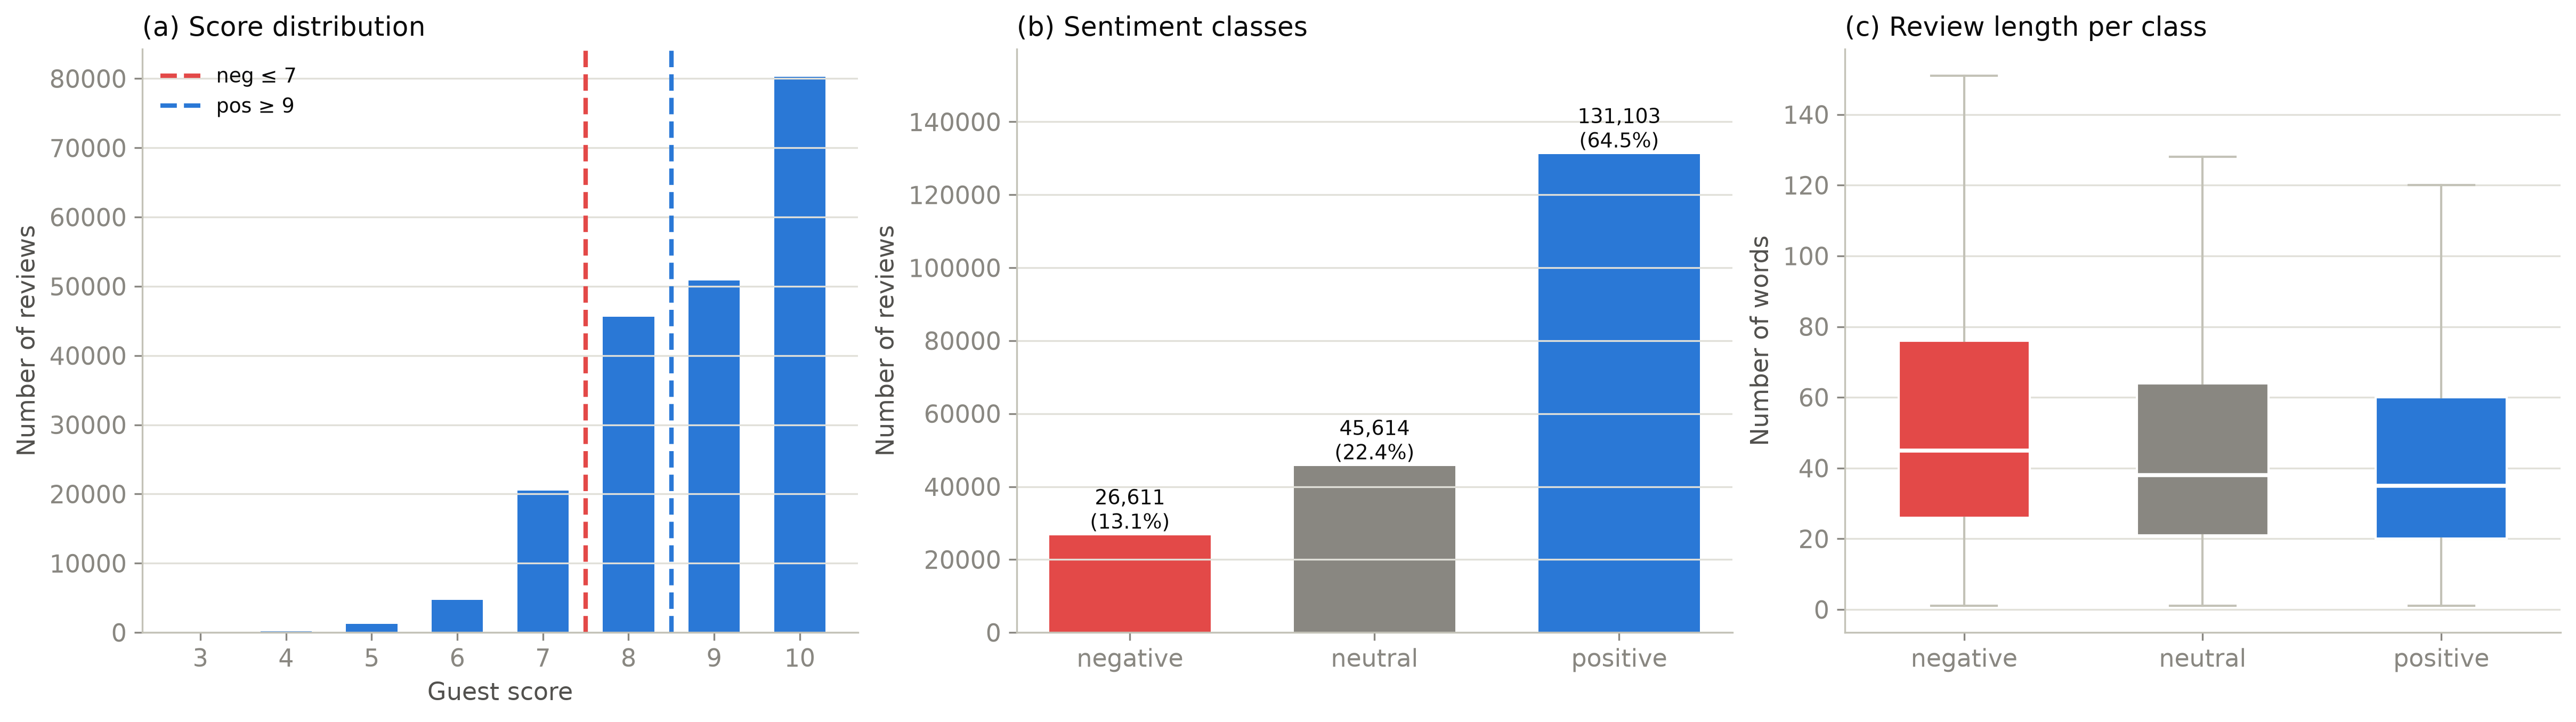 (a) Score distribution
neg ≤ 7
pos ≥ 9
Number of reviews
80000
70000
60000
50000
40000
30000
20000
10000
0
3 4 5 6 7 8 9 10
Guest score
(b) Sentiment classes
Number of reviews
140000
120000
100000
80000
60000
40000
20000
0
26,611
(13.1%)
45,614
(22.4%)
131,103
(64.5%)
negative neutral positive
(c) Review length per class
Number of words
140
120
100
80
60
40
20
0
negative neutral positive